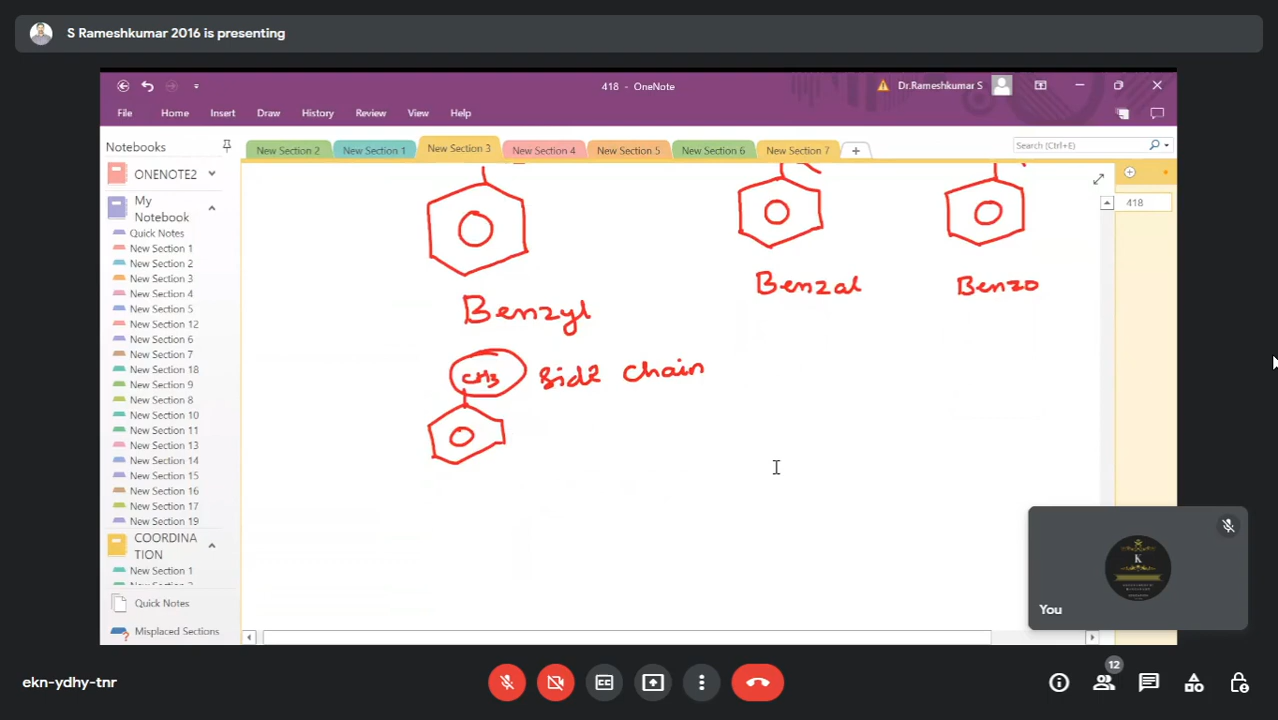 S Rameshkumar 2016 is presenting
418 - OneNote
Dr.Rameshkumar S
File Home Insert Draw History Review View Help
Notebooks
New Section 2 New Section 1 New Section 3 New Section 4 New Section 5 New Section 6 New Section 7 +
Search (Ctrl+E)
ONENOTE2
My
Notebook
Quick Notes
New Section 1
New Section 2
New Section 3
New Section 4
New Section 5
New Section 12
New Section 6
New Section 7
New Section 18
New Section 9
New Section 8
New Section 10
New Section 11
New Section 13
New Section 14
New Section 15
New Section 16
New Section 17
New Section 19
COORDINA
TION
New Section 1
Quick Notes
Misplaced Sections
418
Benzyl
Benzal
Benzo
CH3 Side Chain
K
You
ekn-ydhy-tnr
CC
12